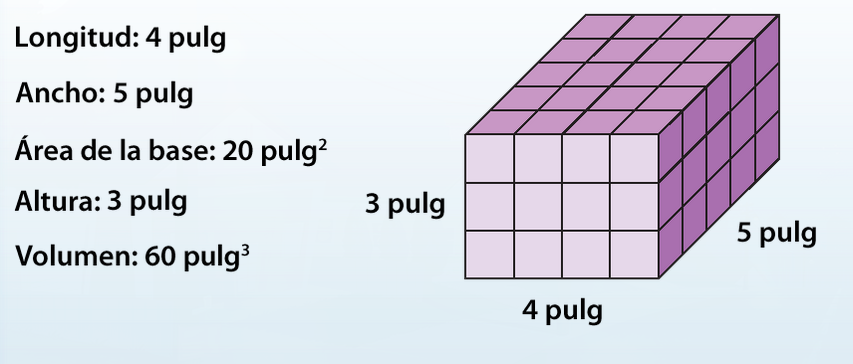 Longitud: 4 pulg
Ancho: 5 pulg
Área de la base: 20 pulg²
Altura: 3 pulg
Volumen: 60 pulg³
3 pulg
5 pulg
4 pulg